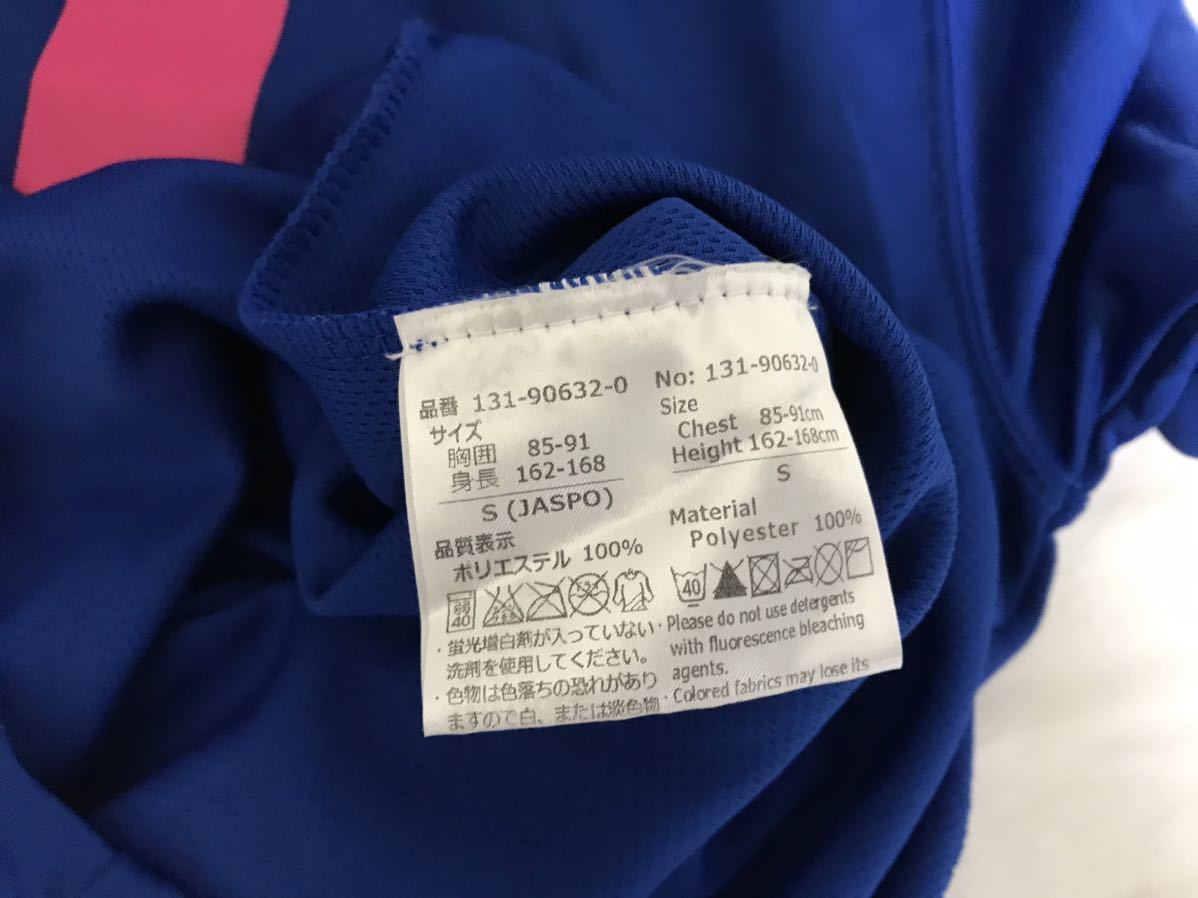 品番 131-90632-0
サイズ
胸囲 85-91
身長 162-168
S (JASPO)
品質表示
ポリエステル 100%
弱
40
・蛍光増白剤が入っていない
洗剤を使用してください。
・色物は色落ちの恐れがあり
ますので白、または淡色物
No: 131-90632-0
Size
Chest 85-91cm
Height 162-168cm
S
Material
Polyester 100%
40
・Please do not use detergents
with fluorescence bleaching
agents.
・Colored fabrics may lose its